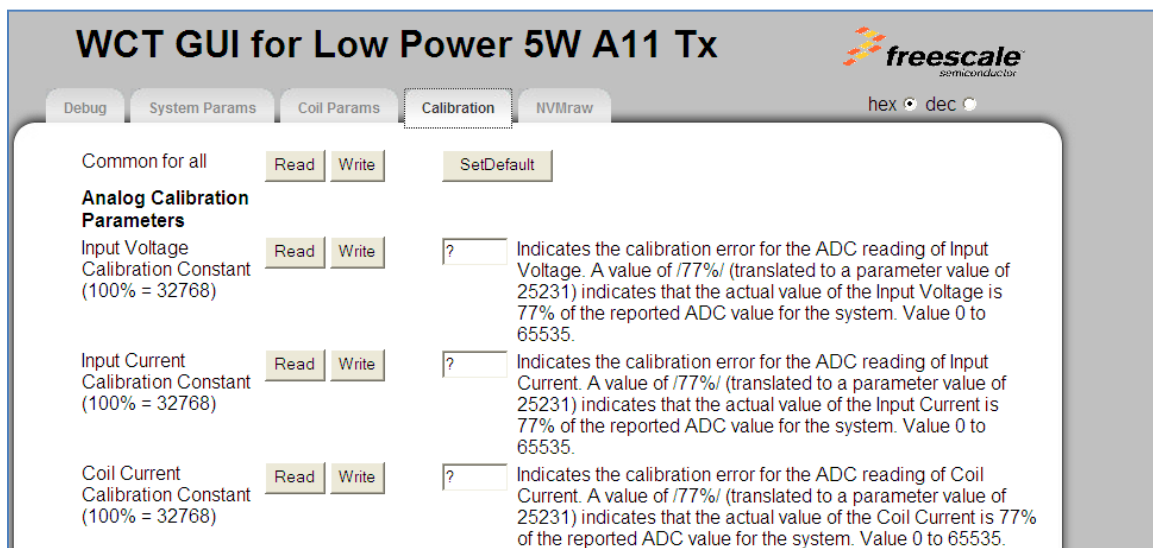 WCT GUI for Low Power 5W A11 Tx
freescale
semiconductor
Debug System Params Coil Params Calibration NVMraw
hex dec
Common for all Read Write SetDefault
Analog Calibration
Parameters
Input Voltage
Calibration Constant
(100% = 32768)
Read Write ?
Indicates the calibration error for the ADC reading of Input
Voltage. A value of /77%/ (translated to a parameter value of
25231) indicates that the actual value of the Input Voltage is
77% of the reported ADC value for the system. Value 0 to
65535.
Input Current
Calibration Constant
(100% = 32768)
Read Write ?
Indicates the calibration error for the ADC reading of Input
Current. A value of /77%/ (translated to a parameter value of
25231) indicates that the actual value of the Input Current is
77% of the reported ADC value for the system. Value 0 to
65535.
Coil Current
Calibration Constant
(100% = 32768)
Read Write ?
Indicates the calibration error for the ADC reading of Coil
Current. A value of /77%/ (translated to a parameter value of
25231) indicates that the actual value of the Coil Current is 77%
of the reported ADC value for the system. Value 0 to 65535.